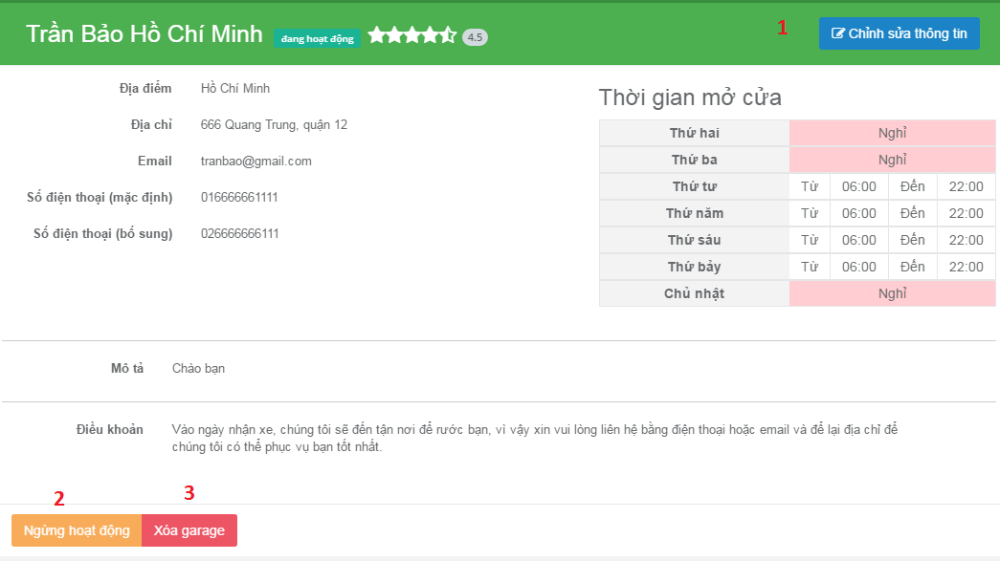 Trần Bảo Hồ Chí Minh đang hoạt động 4.5 1 Chỉnh sửa thông tin
Địa điểm Hồ Chí Minh
Địa chỉ 666 Quang Trung, quận 12
Email tranbao@gmail.com
Số điện thoại (mặc định) 016666661111
Số điện thoại (bổ sung) 026666666111
Thời gian mở cửa
Thứ hai Nghỉ
Thứ ba Nghỉ
Thứ tư Từ 06:00 Đến 22:00
Thứ năm Từ 06:00 Đến 22:00
Thứ sáu Từ 06:00 Đến 22:00
Thứ bảy Từ 06:00 Đến 22:00
Chủ nhật Nghỉ
Mô tả Chào bạn
Điều khoản Vào ngày nhận xe, chúng tôi sẽ đến tận nơi để rước bạn, vì vậy xin vui lòng liên hệ bằng điện thoại hoặc email và để lại địa chỉ để
chúng tôi có thể phục vụ bạn tốt nhất.
2 3
Ngừng hoạt động Xóa garage